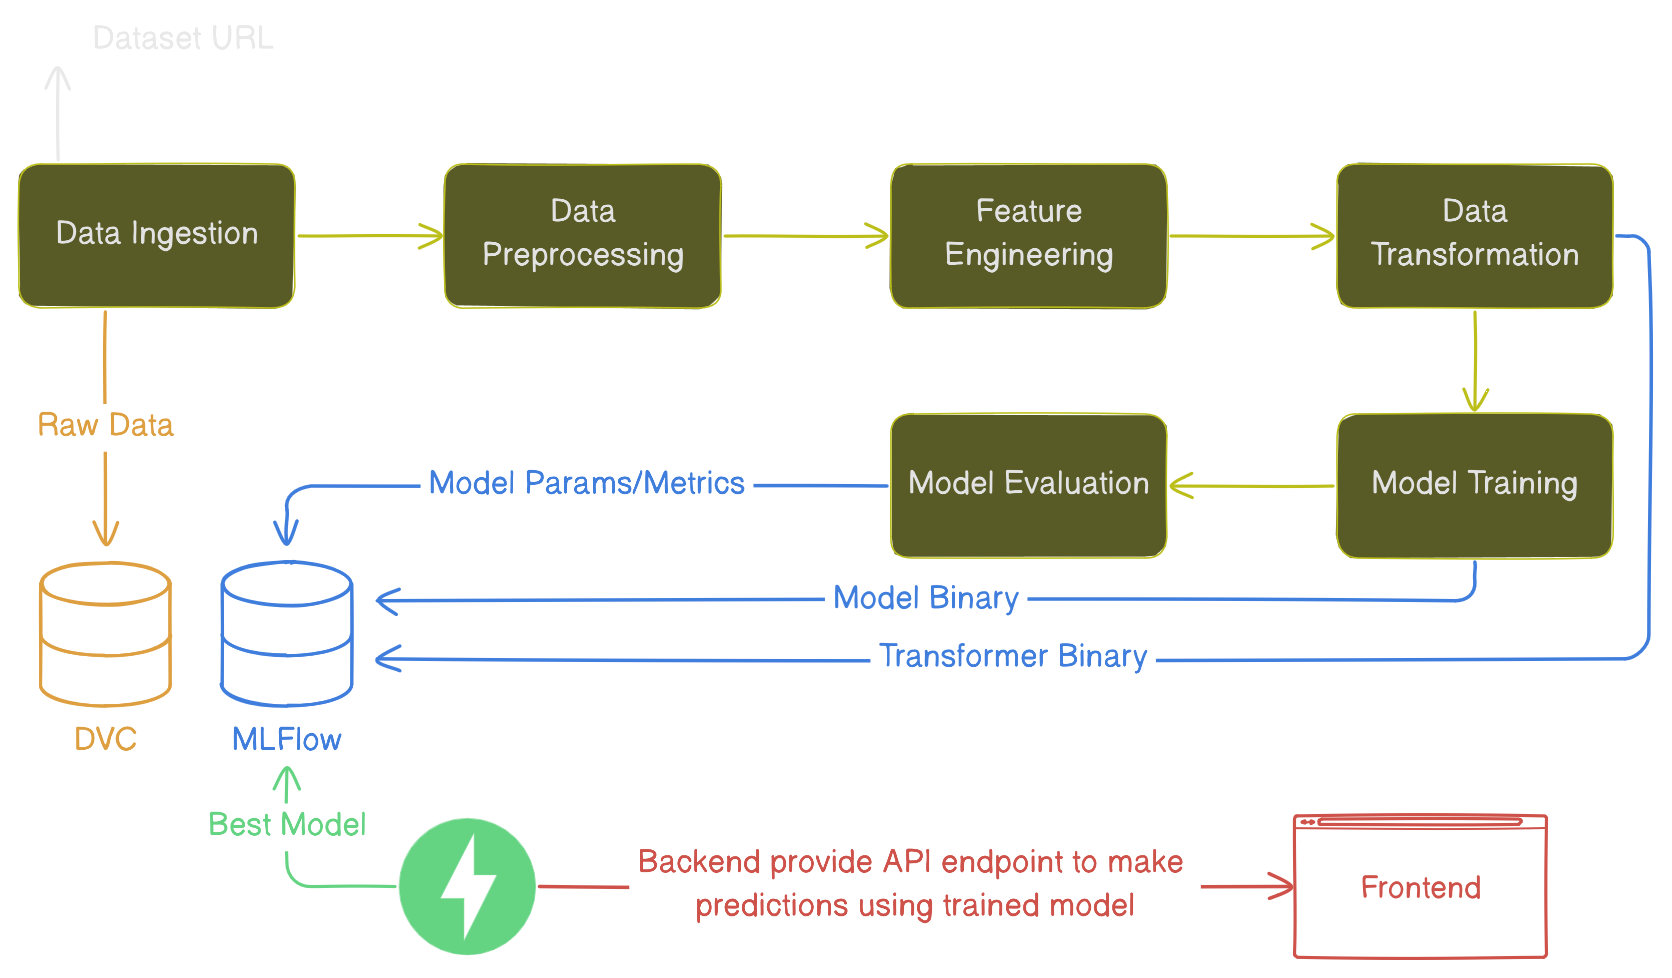 Dataset URL
Data Ingestion
Data
Preprocessing
Feature
Engineering
Data
Transformation
Raw Data
Model Params/Metrics
Model Evaluation
Model Training
Model Binary
Transformer Binary
DVC
MLFlow
Best Model
Backend provide API endpoint to make
predictions using trained model
Frontend